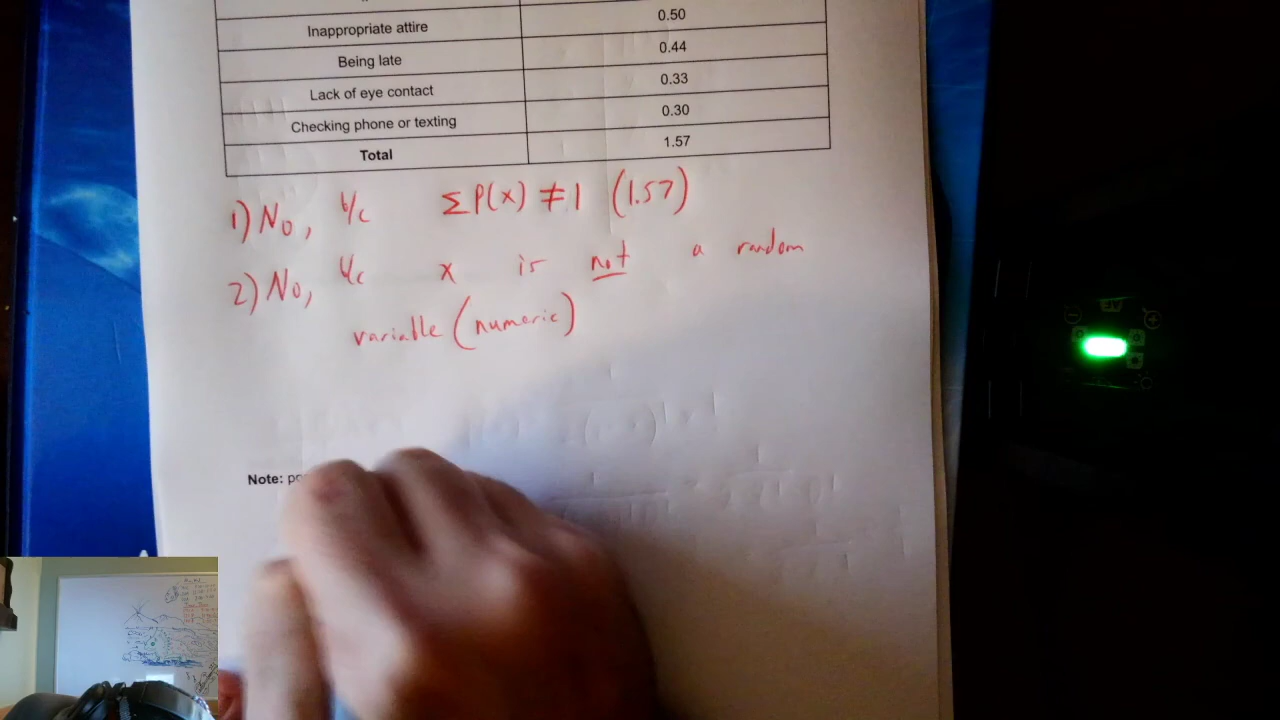 Inappropriate attire 0.50
Being late 0.44
Lack of eye contact 0.33
Checking phone or texting 0.30
Total 1.57
1) No, b/c ΣP(x) ≠ 1 (1.57)
2) No, b/c x is not a random
variable (numeric)
Note: